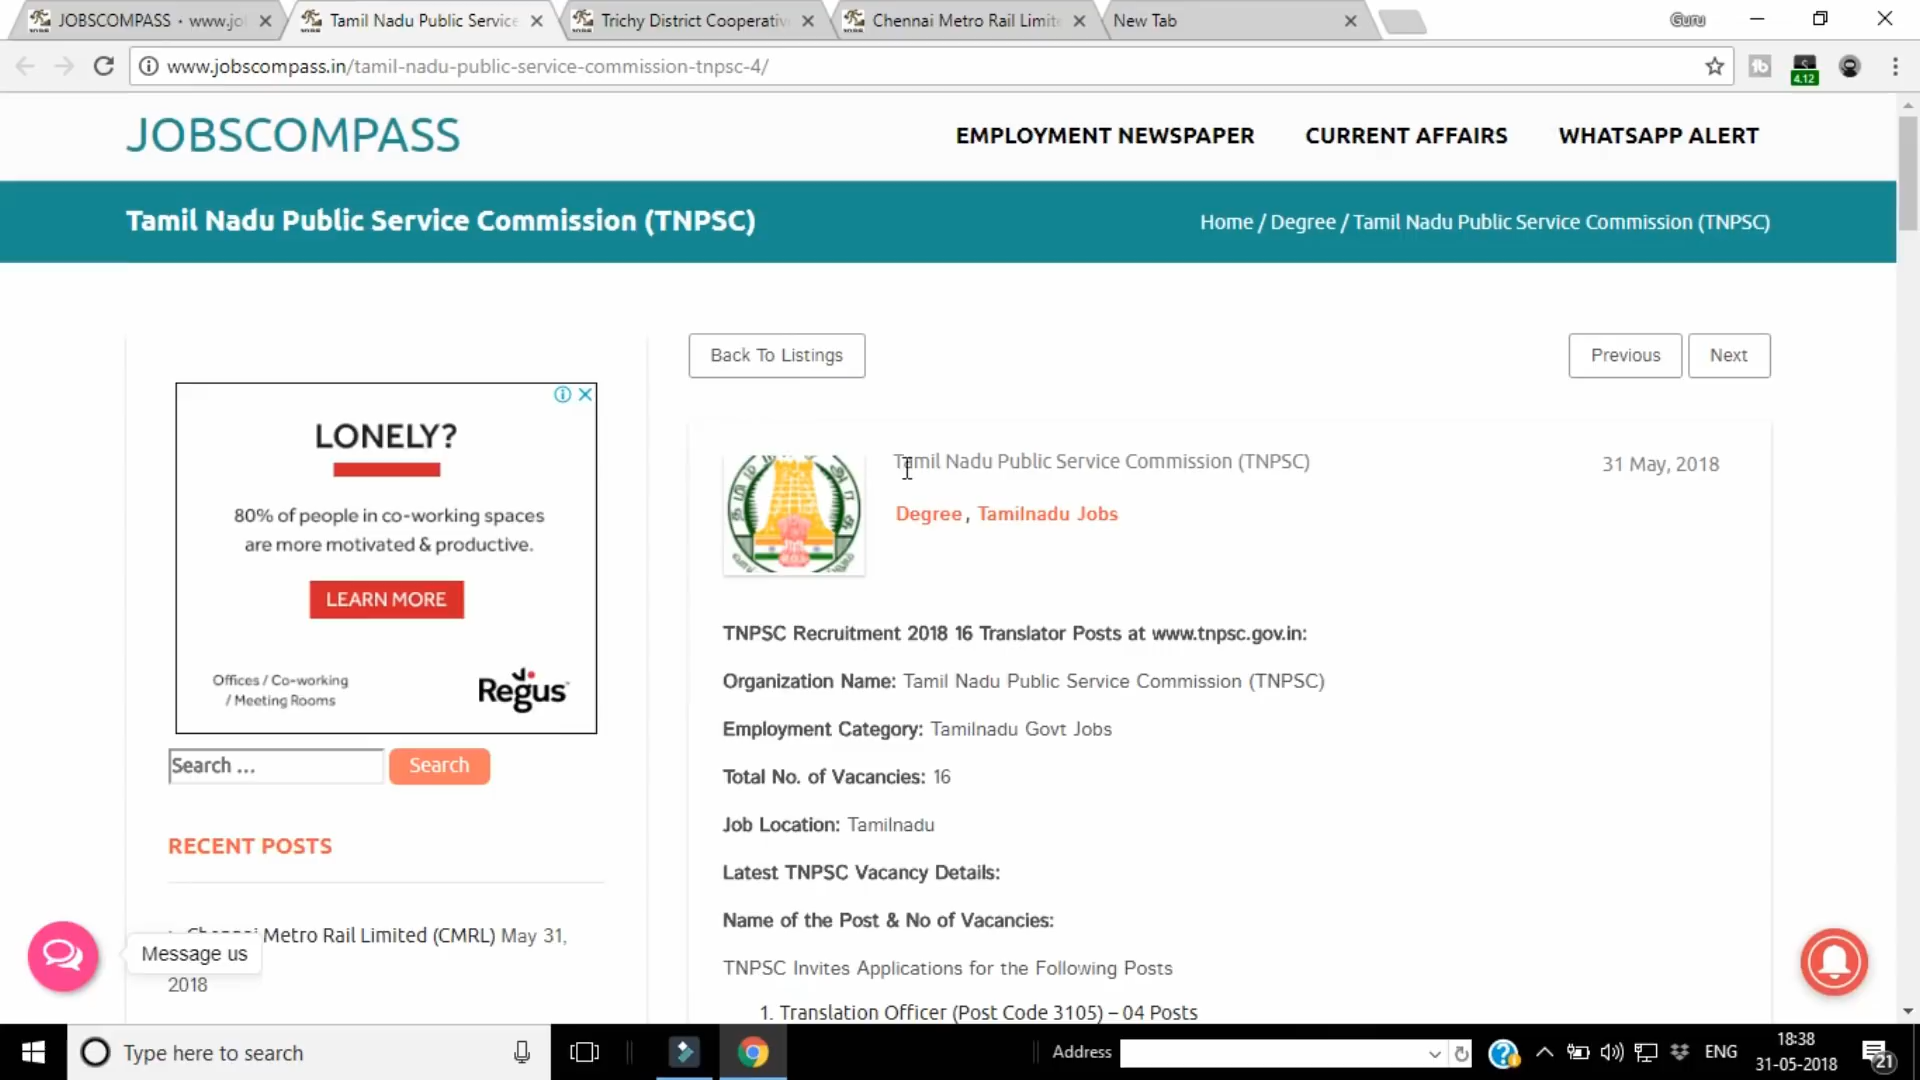 JOBSCOMPASS · www.jo
Tamil Nadu Public Service
Trichy District Cooperativ
Chennai Metro Rail Limit
New Tab
Guru
www.jobscompass.in/tamil-nadu-public-service-commission-tnpsc-4/
4.12
JOBSCOMPASS
EMPLOYMENT NEWSPAPER
CURRENT AFFAIRS
WHATSAPP ALERT
Tamil Nadu Public Service Commission (TNPSC)
Home / Degree / Tamil Nadu Public Service Commission (TNPSC)
Back To Listings
Previous
Next
LONELY?
80% of people in co-working spaces
are more motivated & productive.
LEARN MORE
Offices / Co-working
/ Meeting Rooms
Regus
Search ...
Search
RECENT POSTS
Chennai Metro Rail Limited (CMRL) May 31,
2018
Message us
Tamil Nadu Public Service Commission (TNPSC)
31 May, 2018
Degree, Tamilnadu Jobs
TNPSC Recruitment 2018 16 Translator Posts at www.tnpsc.gov.in:
Organization Name: Tamil Nadu Public Service Commission (TNPSC)
Employment Category: Tamilnadu Govt Jobs
Total No. of Vacancies: 16
Job Location: Tamilnadu
Latest TNPSC Vacancy Details:
Name of the Post & No of Vacancies:
TNPSC Invites Applications for the Following Posts
1. Translation Officer (Post Code 3105) – 04 Posts
Type here to search
Address
ENG
18:38
31-05-2018
21